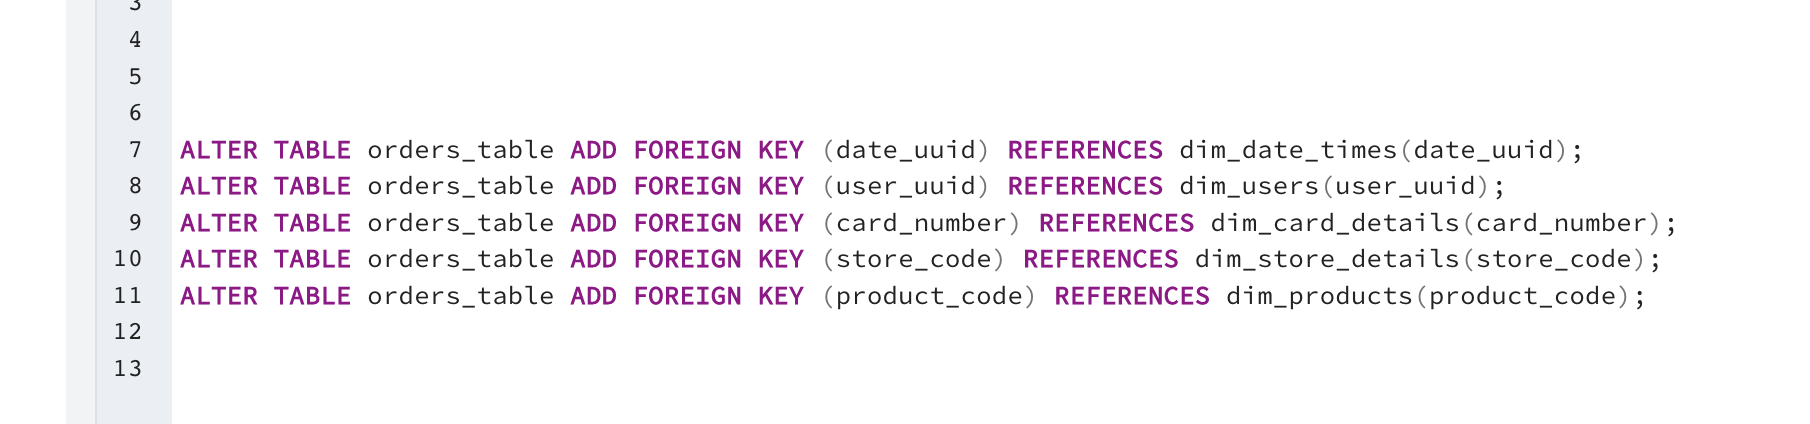 3
4
5
6
7 ALTER TABLE orders_table ADD FOREIGN KEY (date_uuid) REFERENCES dim_date_times(date_uuid);
8 ALTER TABLE orders_table ADD FOREIGN KEY (user_uuid) REFERENCES dim_users(user_uuid);
9 ALTER TABLE orders_table ADD FOREIGN KEY (card_number) REFERENCES dim_card_details(card_number);
10 ALTER TABLE orders_table ADD FOREIGN KEY (store_code) REFERENCES dim_store_details(store_code);
11 ALTER TABLE orders_table ADD FOREIGN KEY (product_code) REFERENCES dim_products(product_code);
12
13